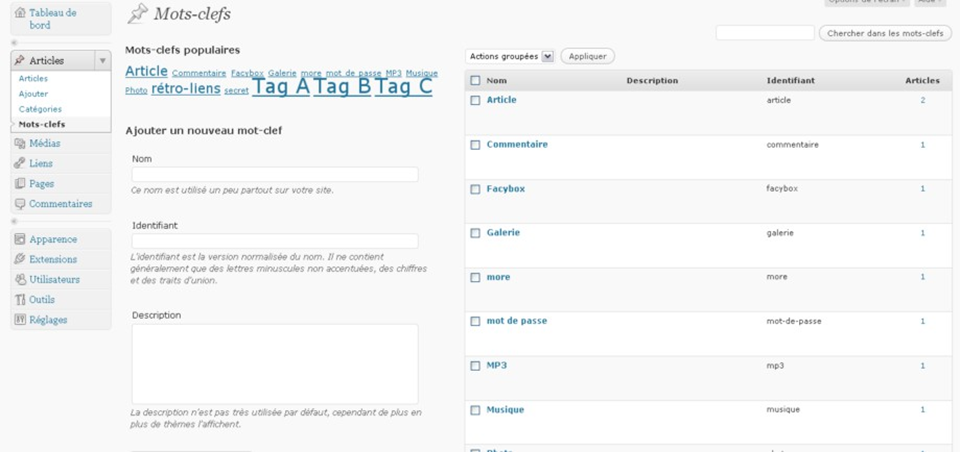 Tableau de
bord
Articles
Articles
Ajouter
Catégories
Mots-clefs
Médias
Liens
Pages
Commentaires
Apparence
Extensions
Utilisateurs
Outils
Réglages
Mots-clefs
Mots-clefs populaires
Article Commentaire Facybox Galerie more mot de passe MP3 Musique
Photo rétro-liens secret Tag A Tag B Tag C
Ajouter un nouveau mot-clef
Nom
Ce nom est utilisé un peu partout sur votre site.
Identifiant
L'identifiant est la version normalisée du nom. Il ne contient
généralement que des lettres minuscules non accentuées, des chiffres
et des traits d'union.
Description
La description n'est pas très utilisée par défaut, cependant de plus en
plus de thèmes l'affichent.
Options de l'écran Aide
Chercher dans les mots-clefs
Actions groupées Appliquer
Nom Description Identifiant Articles
Article article 2
Commentaire commentaire 1
Facybox facybox 1
Galerie galerie 1
more more 1
mot de passe mot-de-passe 1
MP3 mp3 1
Musique musique 1